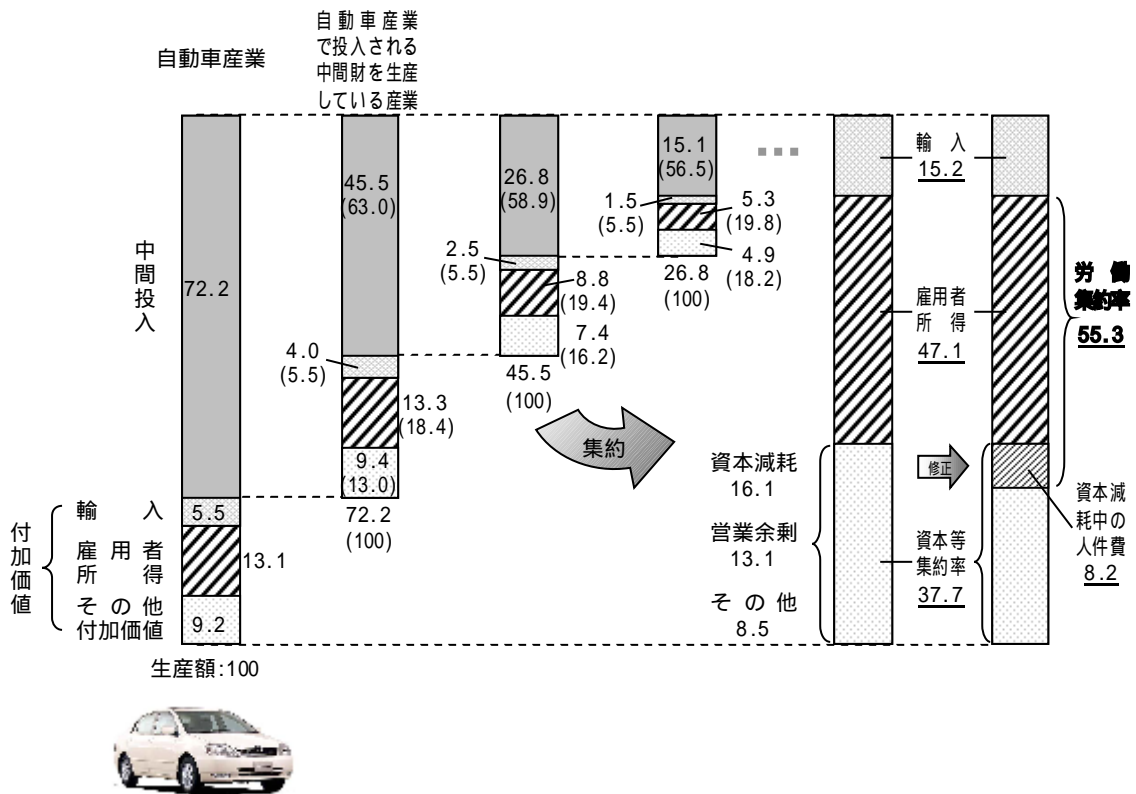 自動車産業
自動車産業
で投入される
中間財を生産
している産業
中間投入
72.2
付加価値
輸入
5.5
雇用者
所得
13.1
その他
付加価値
9.2
生産額:100
45.5
(63.0)
4.0
(5.5)
13.3
(18.4)
9.4
(13.0)
72.2
(100)
26.8
(58.9)
2.5
(5.5)
8.8
(19.4)
7.4
(16.2)
45.5
(100)
15.1
(56.5)
1.5
(5.5)
5.3
(19.8)
4.9
(18.2)
26.8
(100)
集約
輸入
15.2
雇用者
所得
47.1
資本減耗
16.1
営業余剰
13.1
その他
8.5
修正
資本等
集約率
37.7
労働
集約率
55.3
資本減
耗中の
人件費
8.2